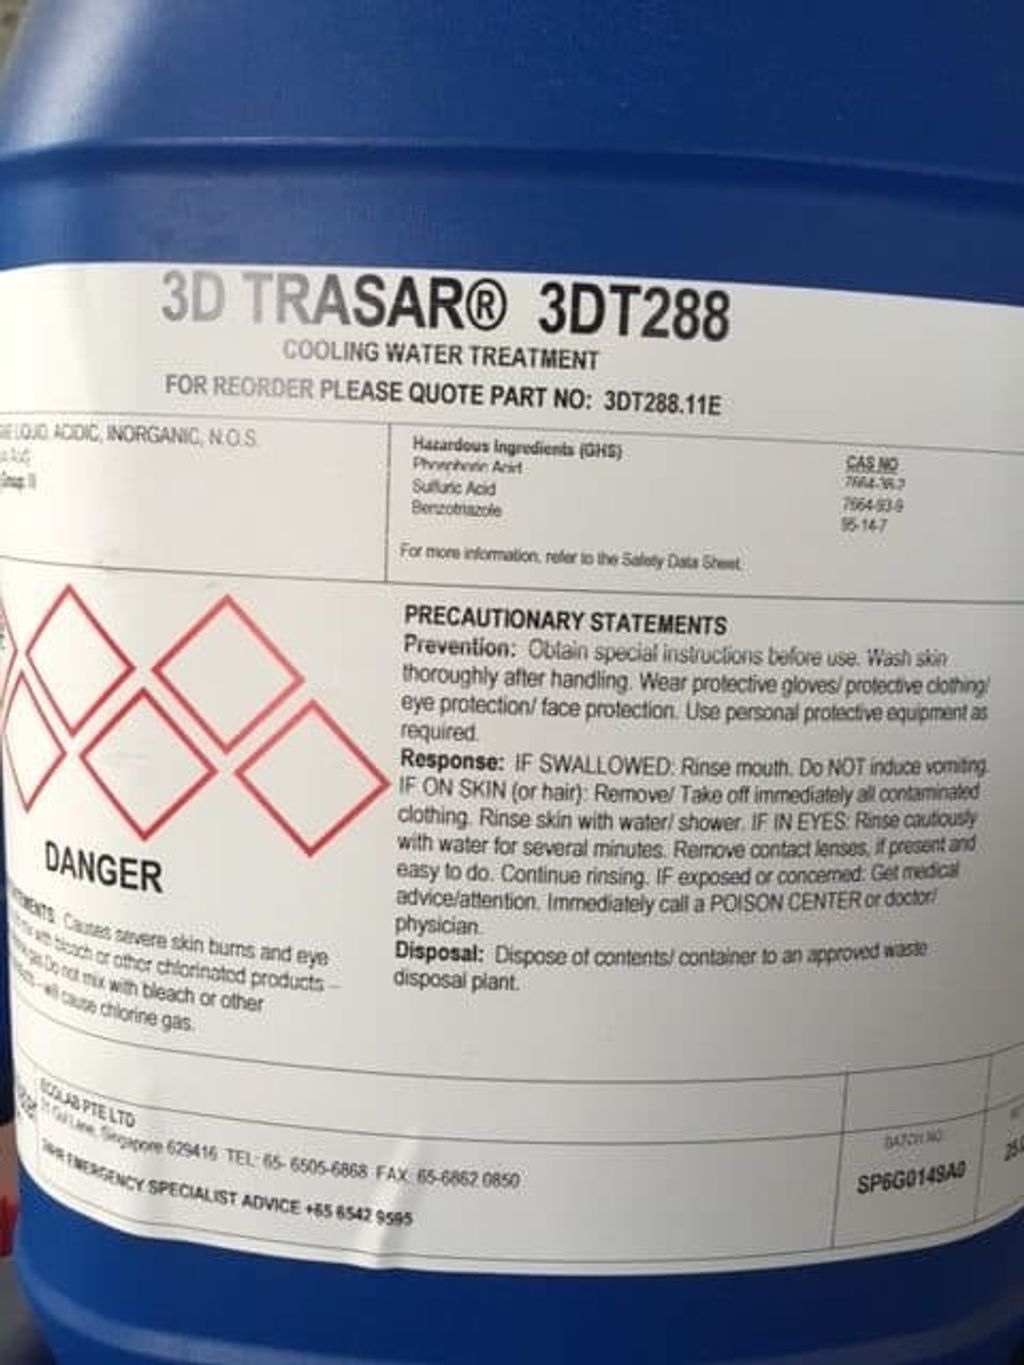 3D TRASAR® 3DT288
COOLING WATER TREATMENT
FOR REORDER PLEASE QUOTE PART NO: 3DT288.11E
LIQUID, ACIDIC, INORGANIC, N.O.S.
Hazardous Ingredients (GHS)
CAS NO
Phosphoric Acid
7664-38-2
Sulfuric Acid
7664-93-9
Benzotriazole
95-14-7
For more information, refer to the Safety Data Sheet.
DANGER
Causes severe skin burns and eye
mix with bleach or other chlorinated products –
gas. Do not mix with bleach or other
– will cause chlorine gas.
PRECAUTIONARY STATEMENTS
Prevention: Obtain special instructions before use. Wash skin
thoroughly after handling. Wear protective gloves/ protective clothing/
eye protection/ face protection. Use personal protective equipment as
required.
Response: IF SWALLOWED: Rinse mouth. Do NOT induce vomiting.
IF ON SKIN (or hair): Remove/ Take off immediately all contaminated
clothing. Rinse skin with water/ shower. IF IN EYES: Rinse cautiously
with water for several minutes. Remove contact lenses, if present and
easy to do. Continue rinsing. IF exposed or concerned: Get medical
advice/attention. Immediately call a POISON CENTER or doctor/
physician.
Disposal: Dispose of contents/ container to an approved waste
disposal plant.
ECOLAB PTE LTD
Gul Lane, Singapore 629416 TEL: 65- 6505-6868 FAX: 65-6862 0850
EMERGENCY SPECIALIST ADVICE +65 6542 9595
BATCH NO:
SP6G0149A0